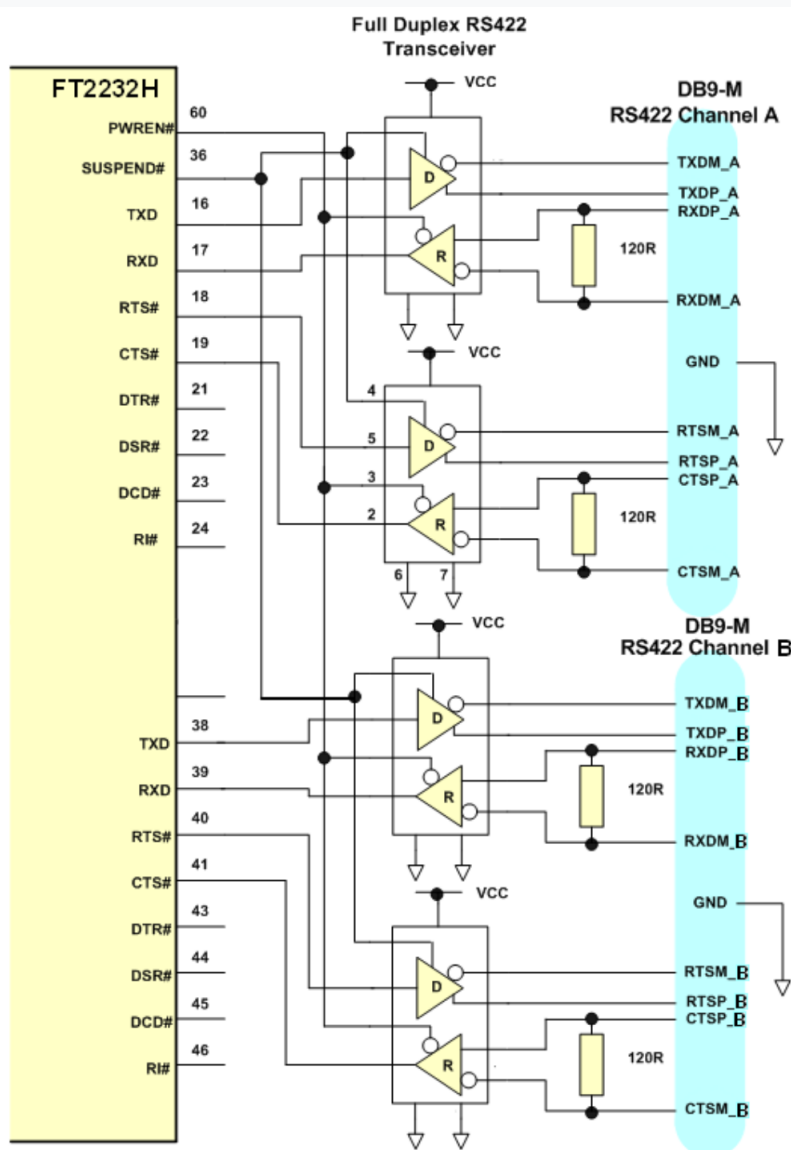 Full Duplex RS422
Transceiver
FT2232H
VCC
DB9-M
RS422 Channel A
60
PWREN#
36
SUSPEND#
16
TXD
17
RXD
18
RTS#
19
CTS#
21
DTR#
22
DSR#
23
DCD#
24
RI#
D
R
TXDM_A
TXDP_A
RXDP_A
120R
RXDM_A
VCC
GND
4
5
3
2
6
7
D
R
RTSM_A
RTSP_A
CTSP_A
120R
CTSM_A
DB9-M
RS422 Channel B
VCC
38
TXD
39
RXD
40
RTS#
41
CTS#
43
DTR#
44
DSR#
45
DCD#
46
RI#
D
R
TXDM_B
TXDP_B
RXDP_B
120R
RXDM_B
VCC
GND
D
R
RTSM_B
RTSP_B
CTSP_B
120R
CTSM_B